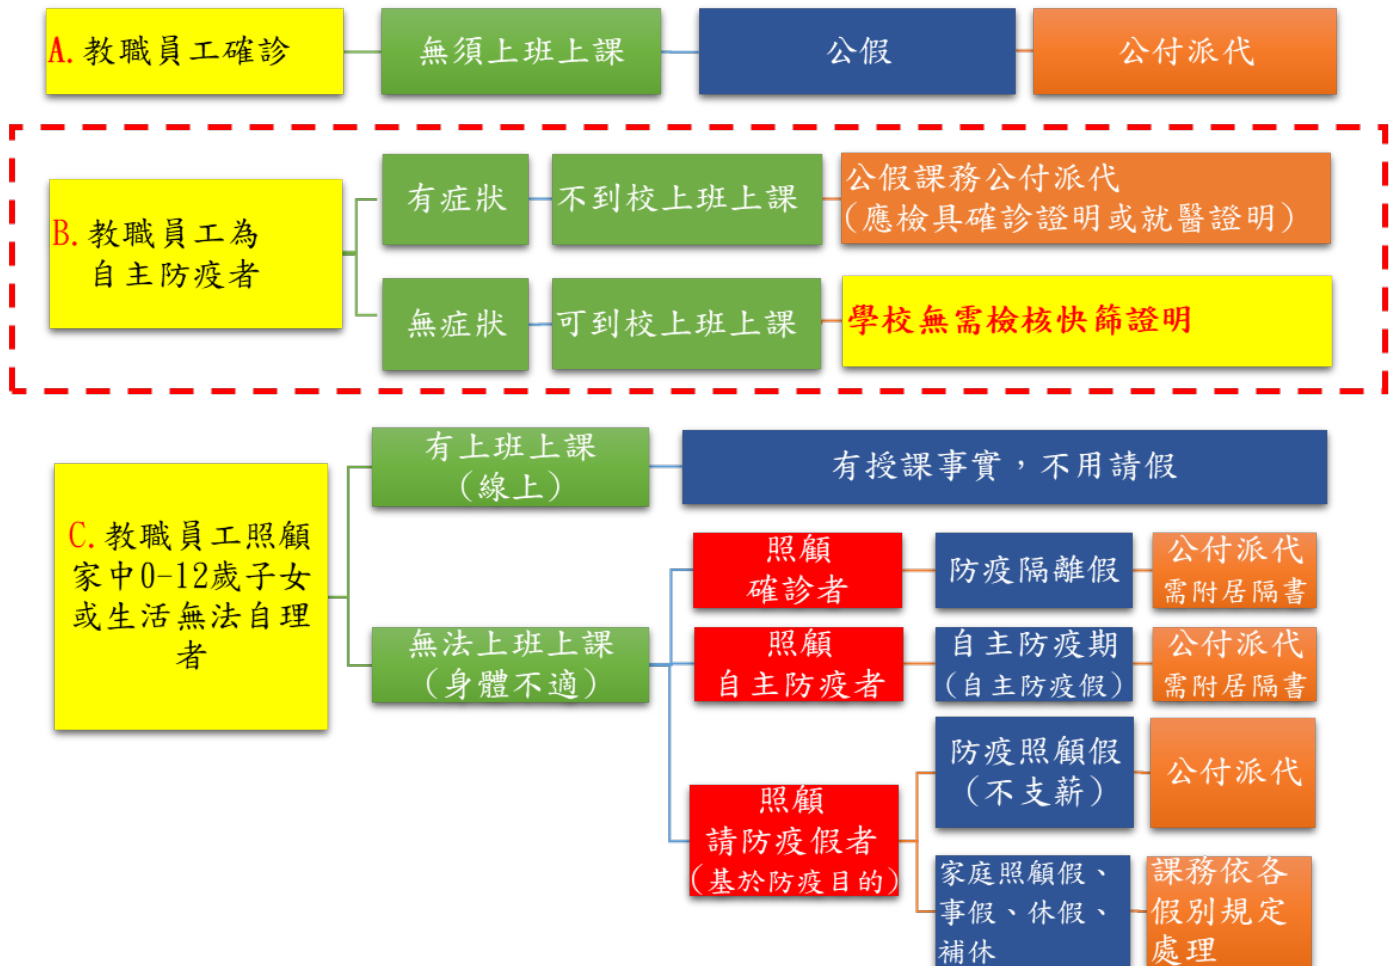 A.教職員工確診
無須上班上課
公假
公付派代
B.教職員工為
自主防疫者
有症狀
不到校上班上課
公假課務公付派代
(應檢具確診證明或就醫證明)
無症狀
可到校上班上課
學校無需檢核快篩證明
C.教職員工照顧
家中0-12歲子女
或生活無法自理
者
有上班上課
(線上)
有授課事實，不用請假
無法上班上課
(身體不適)
照顧
確診者
防疫隔離假
公付派代
需附居隔書
照顧
自主防疫者
自主防疫期
(自主防疫假)
公付派代
需附居隔書
照顧
請防疫假者
(基於防疫目的)
防疫照顧假
(不支薪)
公付派代
家庭照顧假、
事假、休假、
補休
課務依各
假別規定
處理